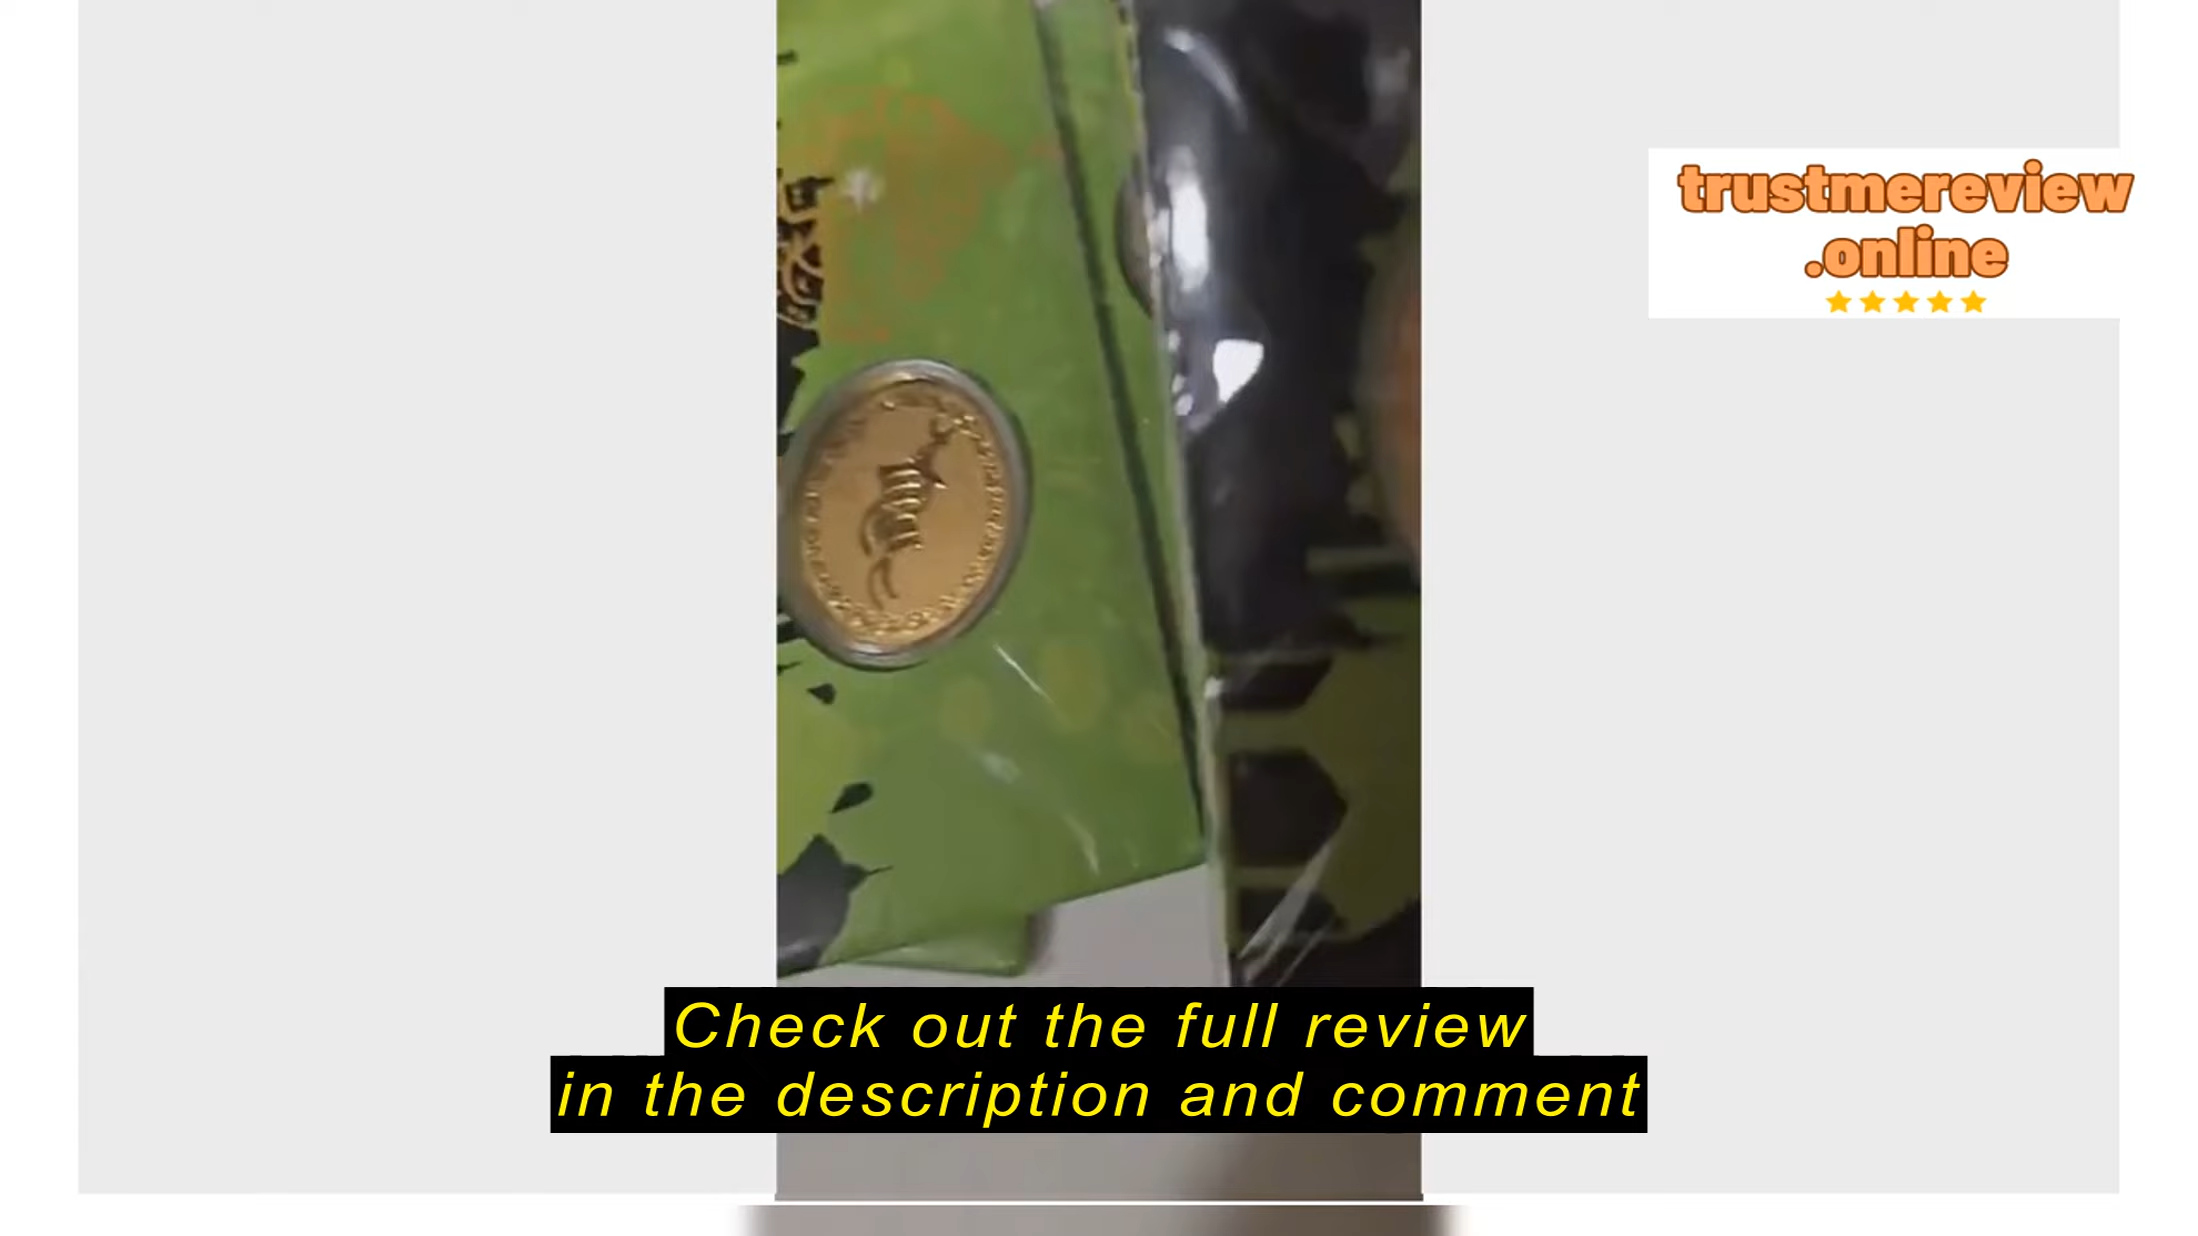 trustmereview
.online
Check out the full review
in the description and comment